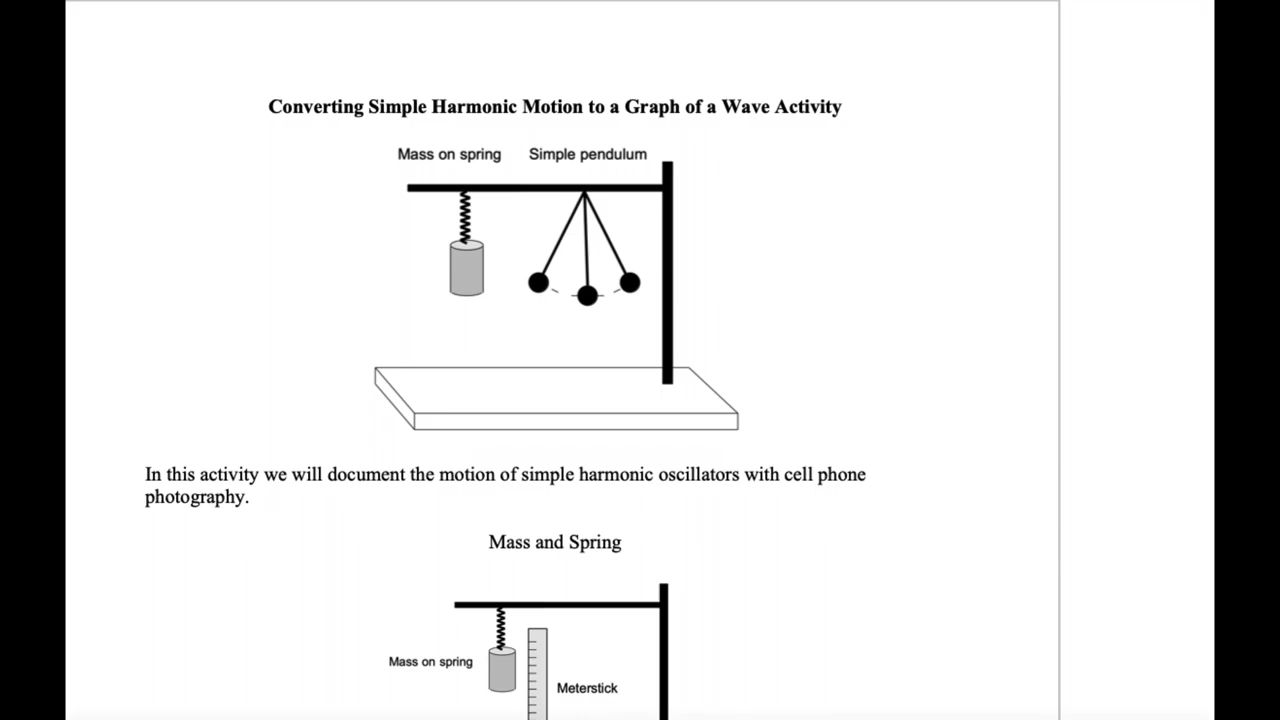 Converting Simple Harmonic Motion to a Graph of a Wave Activity
Mass on spring
Simple pendulum
In this activity we will document the motion of simple harmonic oscillators with cell phone
photography.
Mass and Spring
Mass on spring
Meterstick